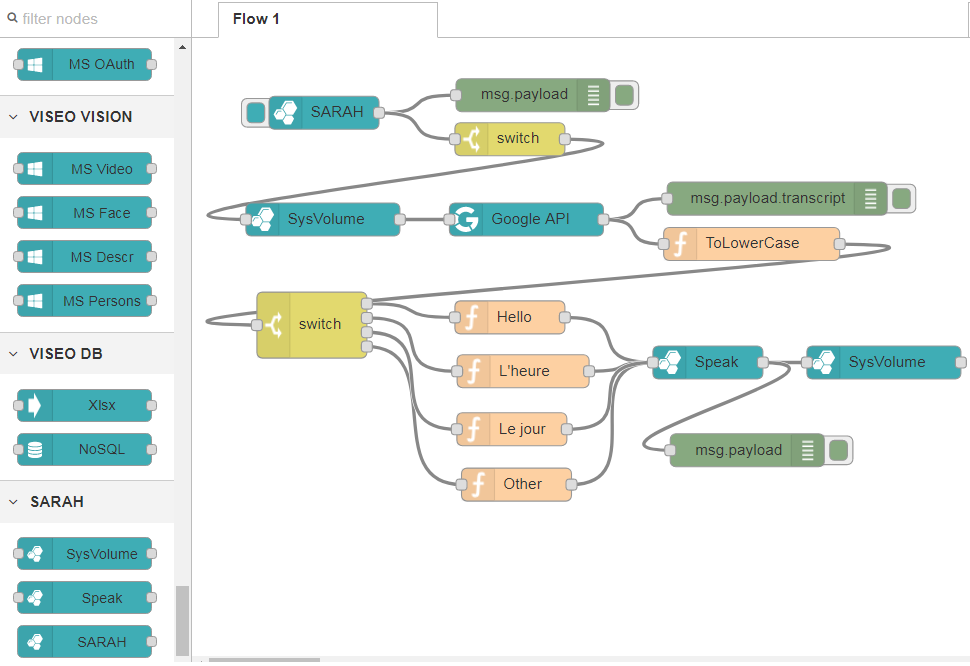 filter nodes
MS OAuth
VISEO VISION
MS Video
MS Face
MS Descr
MS Persons
VISEO DB
Xlsx
NoSQL
SARAH
SysVolume
Speak
SARAH
Flow 1
SARAH
msg.payload
switch
SysVolume
Google API
msg.payload.transcript
ToLowerCase
switch
Hello
L'heure
Le jour
Other
Speak
SysVolume
msg.payload